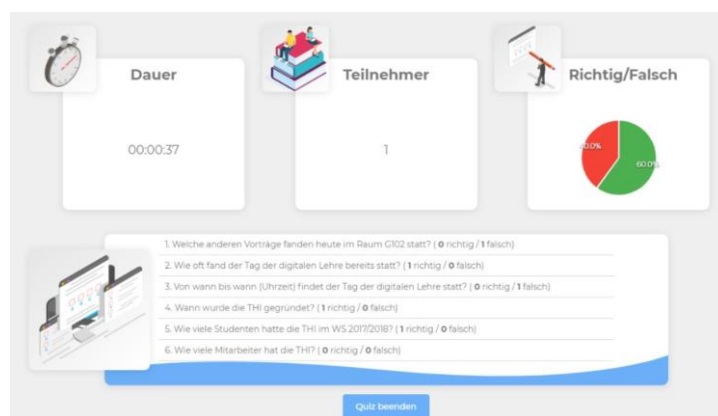 Dauer
Teilnehmer
Richtig/Falsch
00:00:37
1
40.0%
60.0%
1. Welche anderen Vorträge fanden heute im Raum G102 statt? ( 0 richtig / 1 falsch)
2. Wie oft fand der Tag der digitalen Lehre bereits statt? ( 1 richtig / 0 falsch)
3. Von wann bis wann (Uhrzeit) findet der Tag der digitalen Lehre statt? ( 0 richtig / 1 falsch)
4. Wann wurde die THI gegründet? ( 1 richtig / 0 falsch)
5. Wie viele Studenten hatte die THI im WS 2017/2018? ( 1 richtig / 0 falsch)
6. Wie viele Mitarbeiter hat die THI? ( 0 richtig / 0 falsch)
Quiz beenden